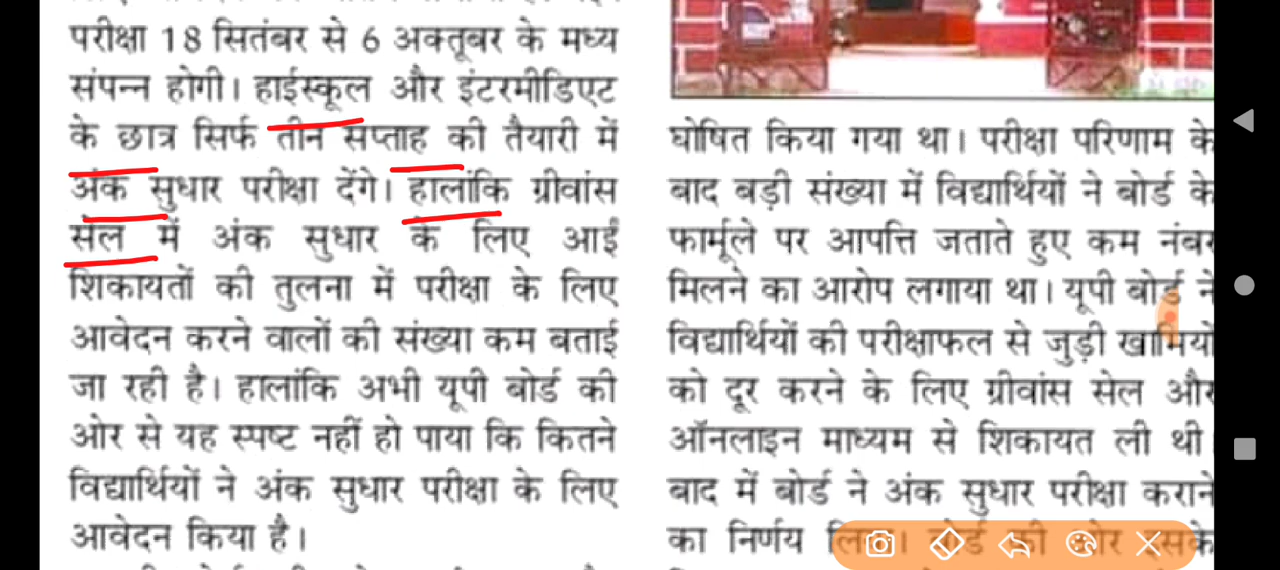 परीक्षा 18 सितंबर से 6 अक्तूबर के मध्य
संपन्न होगी। हाईस्कूल और इंटरमीडिएट
के छात्र सिर्फ तीन सप्ताह की तैयारी में
अंक सुधार परीक्षा देंगे। हालांकि ग्रीवांस
सेल में अंक सुधार के लिए आईं
शिकायतों की तुलना में परीक्षा के लिए
आवेदन करने वालों की संख्या कम बताई
जा रही है। हालांकि अभी यूपी बोर्ड की
ओर से यह स्पष्ट नहीं हो पाया कि कितने
विद्यार्थियों ने अंक सुधार परीक्षा के लिए
आवेदन किया है।
घोषित किया गया था। परीक्षा परिणाम के
बाद बड़ी संख्या में विद्यार्थियों ने बोर्ड के
फार्मूले पर आपत्ति जताते हुए कम नंबर
मिलने का आरोप लगाया था। यूपी बोर्ड ने
विद्यार्थियों की परीक्षाफल से जुड़ी खामियों
को दूर करने के लिए ग्रीवांस सेल और
ऑनलाइन माध्यम से शिकायत ली थी
बाद में बोर्ड ने अंक सुधार परीक्षा कराने
का निर्णय